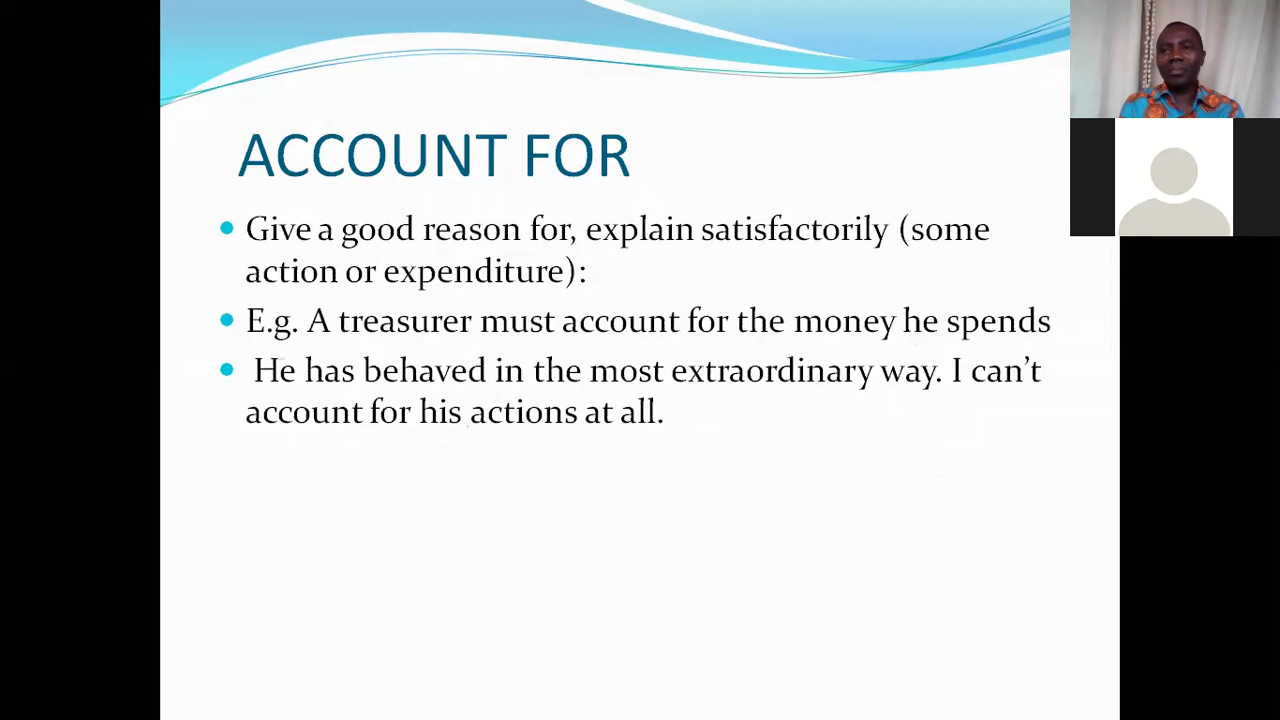 ACCOUNT FOR
• Give a good reason for, explain satisfactorily (some
action or expenditure):
• E.g. A treasurer must account for the money he spends
• He has behaved in the most extraordinary way. I can’t
account for his actions at all.